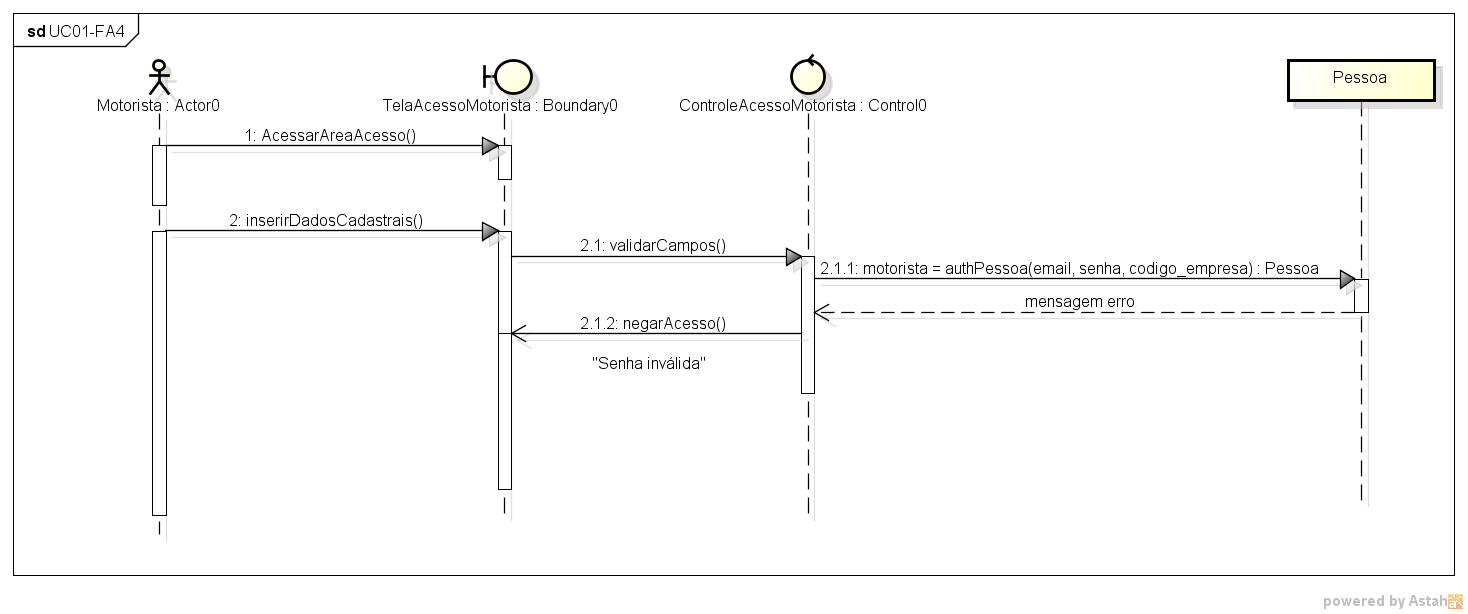 sd UC01-FA4
Motorista : Actor0
TelaAcessoMotorista : Boundary0
ControleAcessoMotorista : Control0
Pessoa
1: AcessarAreaAcesso()
2: inserirDadosCadastrais()
2.1: validarCampos()
2.1.1: motorista = authPessoa(email, senha, codigo_empresa) : Pessoa
mensagem erro
2.1.2: negarAcesso()
"Senha inválida"
powered by Astah